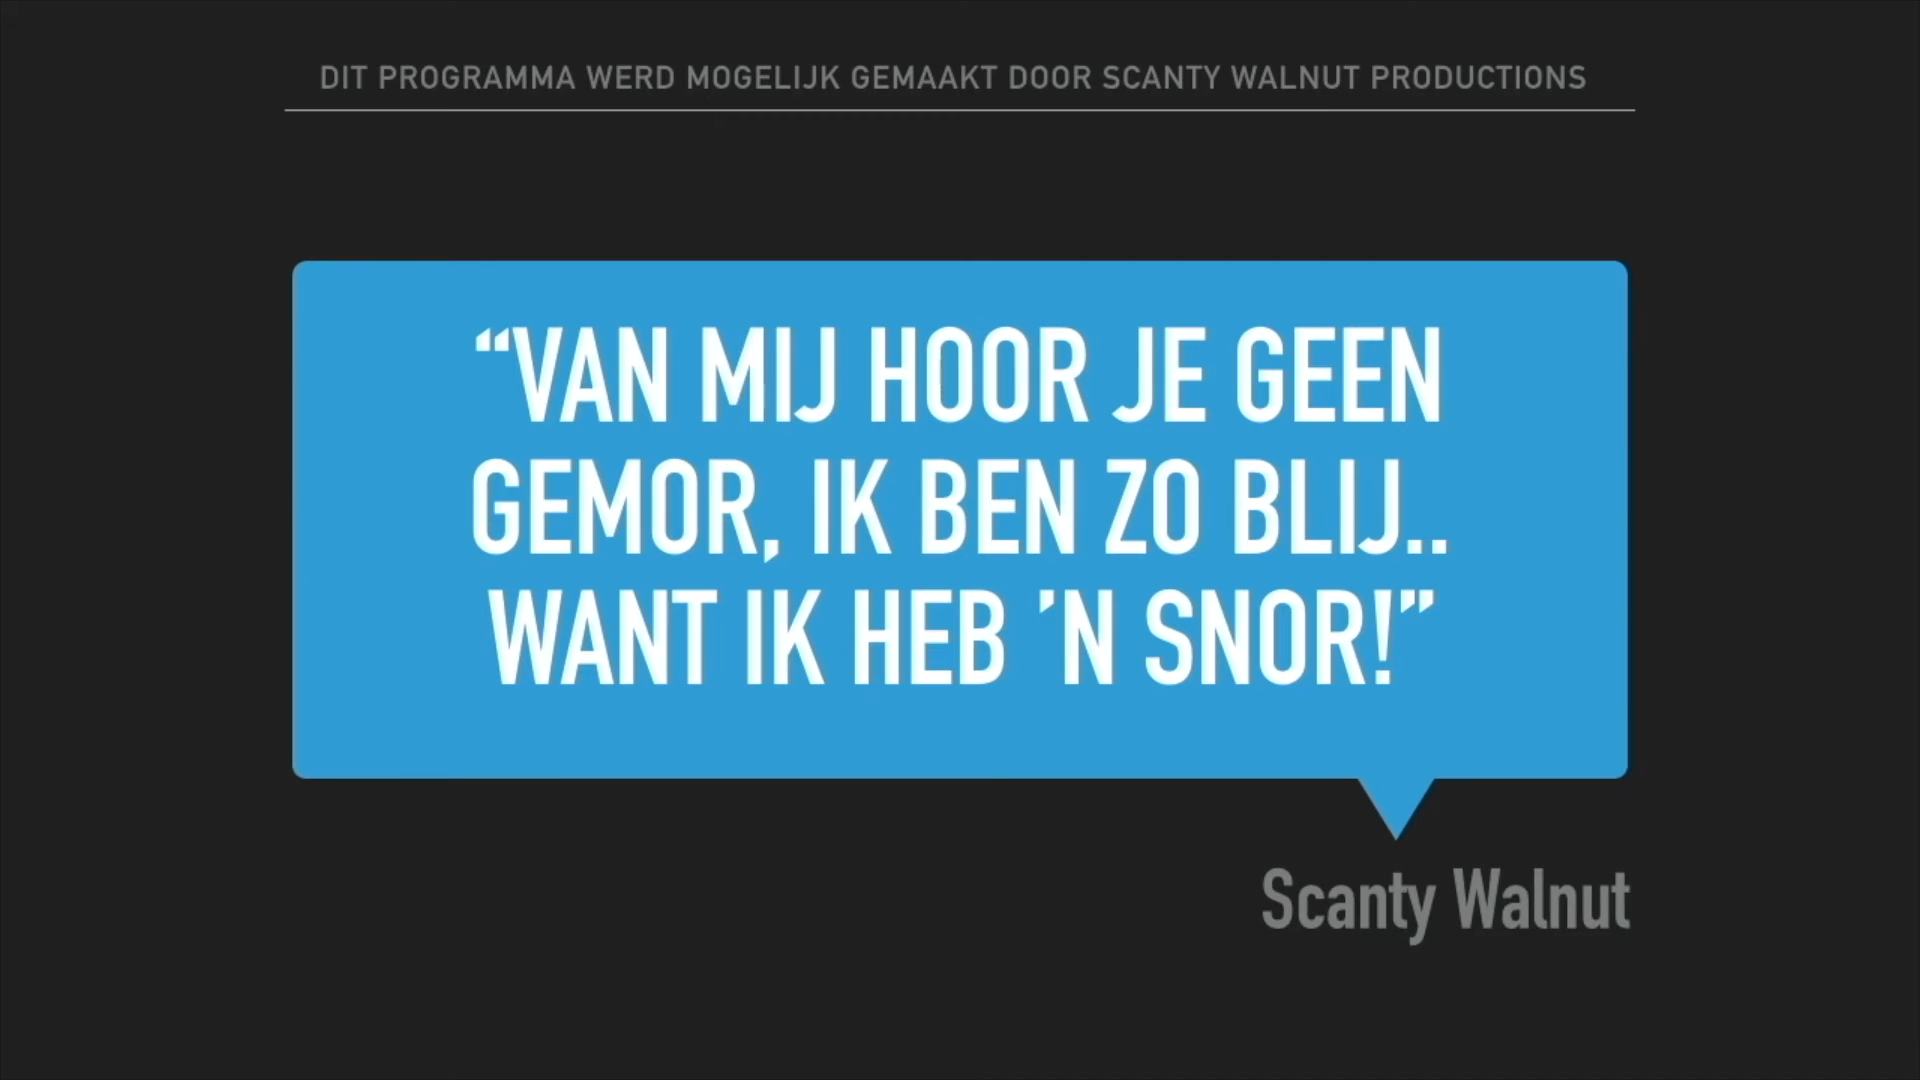 DIT PROGRAMMA WERD MOGELIJK GEMAAKT DOOR SCANTY WALNUT PRODUCTIONS
“VAN MIJ HOOR JE GEEN
GEMOR, IK BEN ZO BLIJ..
WANT IK HEB ’N SNOR!”
Scanty Walnut